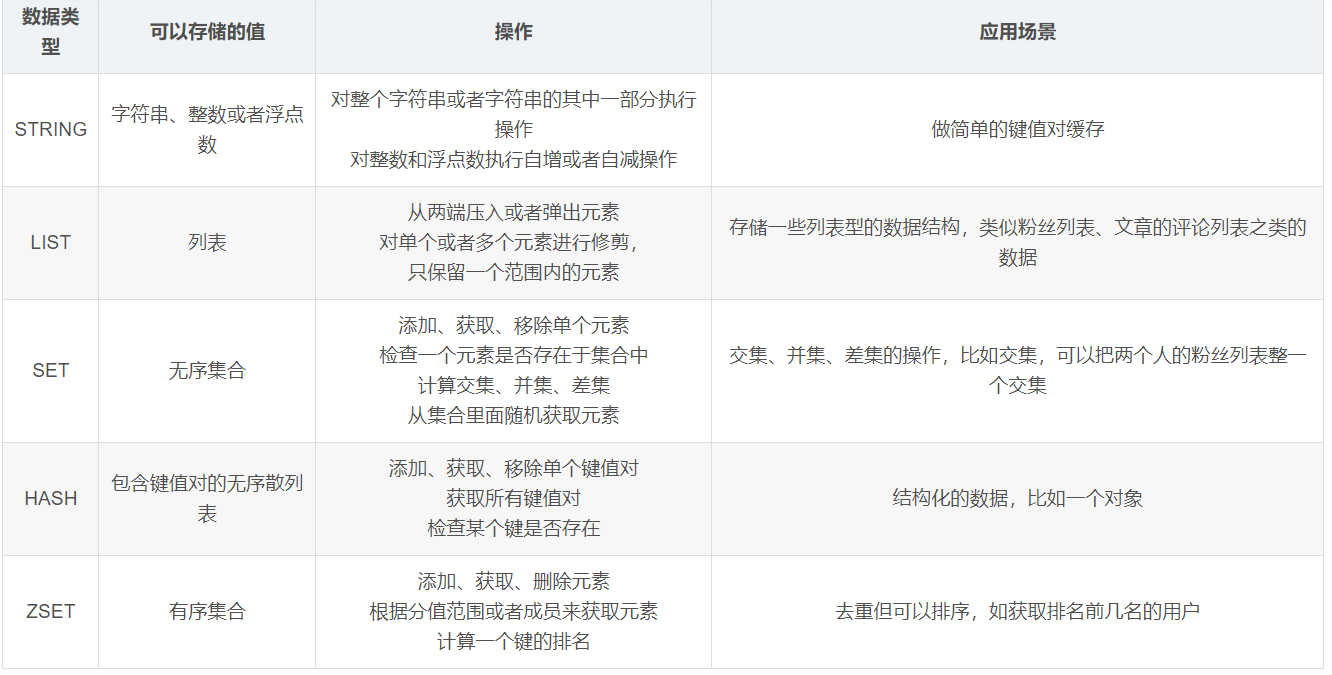 数据类
型
可以存储的值
操作
应用场景
STRING
字符串、整数或者浮点
数
对整个字符串或者字符串的其中一部分执行
操作
对整数和浮点数执行自增或者自减操作
做简单的键值对缓存
LIST
列表
从两端压入或者弹出元素
对单个或者多个元素进行修剪，
只保留一个范围内的元素
存储一些列表型的数据结构，类似粉丝列表、文章的评论列表之类的
数据
SET
无序集合
添加、获取、移除单个元素
检查一个元素是否存在于集合中
计算交集、并集、差集
从集合里面随机获取元素
交集、并集、差集的操作，比如交集，可以把两个人的粉丝列表整一
个交集
HASH
包含键值对的无序散列
表
添加、获取、移除单个键值对
获取所有键值对
检查某个键是否存在
结构化的数据，比如一个对象
ZSET
有序集合
添加、获取、删除元素
根据分值范围或者成员来获取元素
计算一个键的排名
去重但可以排序，如获取排名前几名的用户